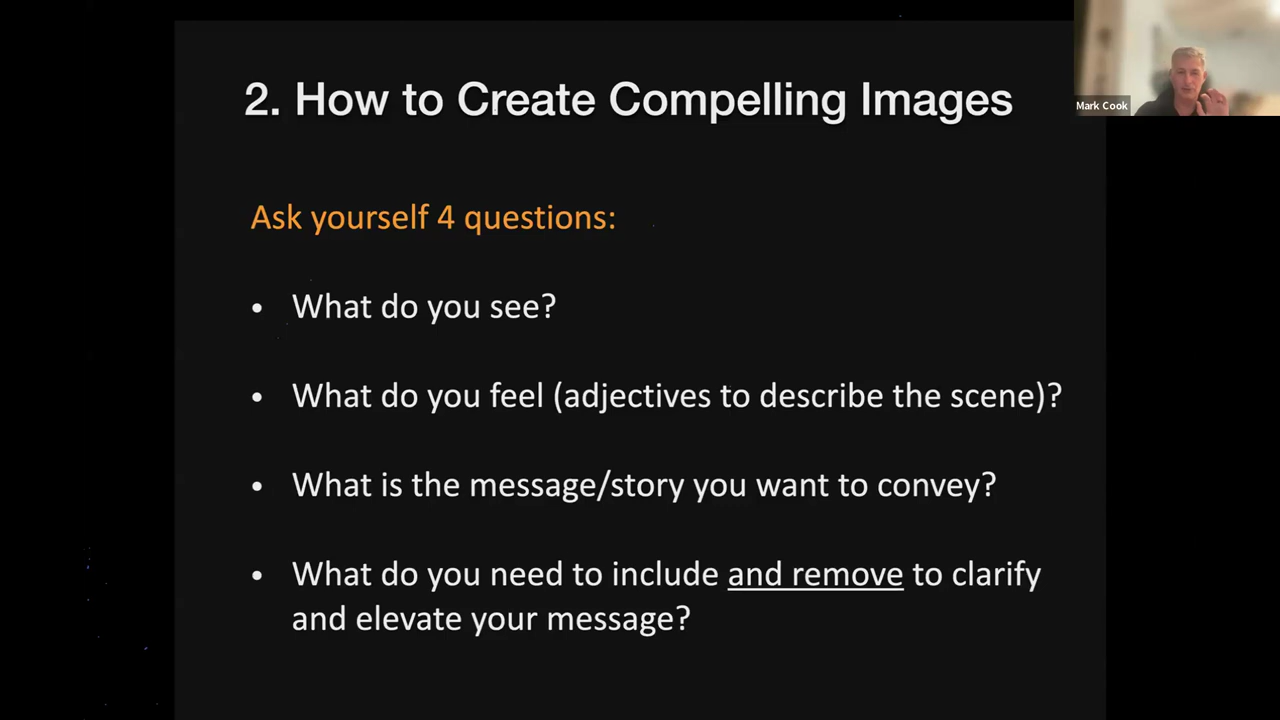 2. How to Create Compelling Images
Mark Cook
Ask yourself 4 questions:
• What do you see?
• What do you feel (adjectives to describe the scene)?
• What is the message/story you want to convey?
• What do you need to include and remove to clarify
and elevate your message?